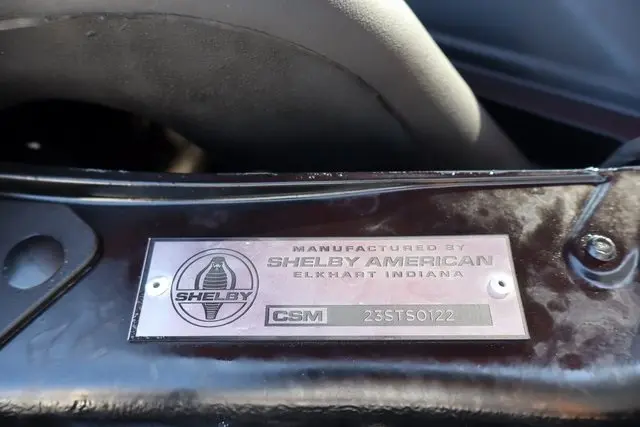 MANUFACTURED BY
SHELBY AMERICAN
ELKHART INDIANA
SHELBY
CSM 23STS0122